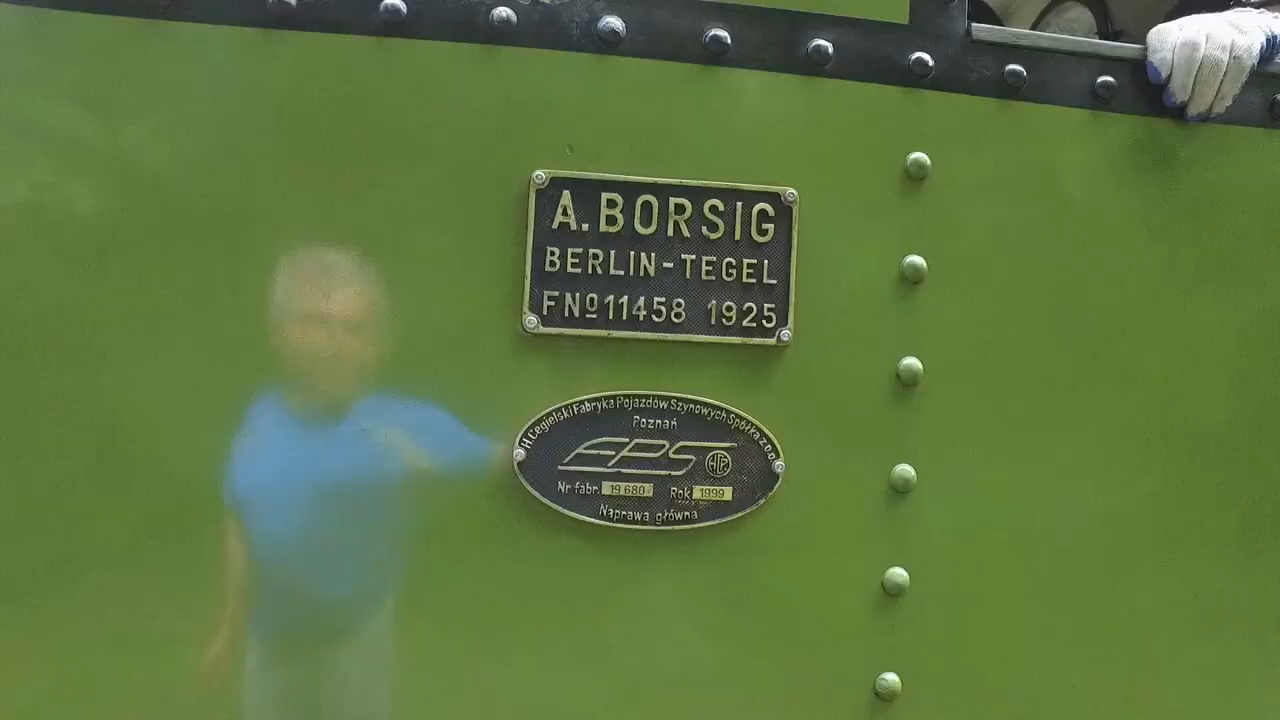 A. BORSIG
BERLIN-TEGEL
FNº11458 1925
H.Cegielski Fabryka Pojazdów Szynowych Spółka z o.o
Poznań
FPS HCP
Nr fabr. 19 680 Rok 1999
Naprawa główna